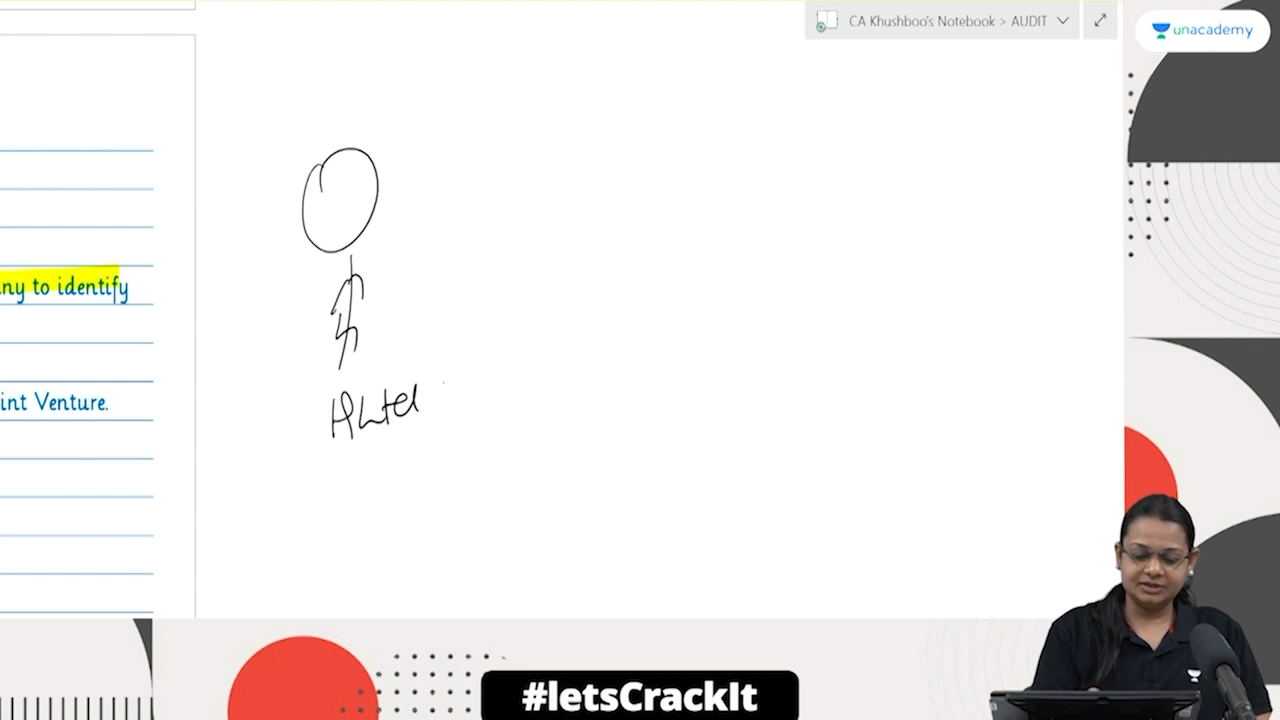 CA Khushboo's Notebook > AUDIT
unacademy
ny to identify
int Venture.
#letsCrackIt